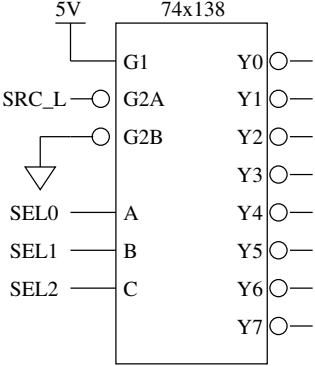 5V 74x138
G1 Y0
SRC_L G2A Y1
G2B Y2
Y3
SEL0 A Y4
SEL1 B Y5
SEL2 C Y6
Y7